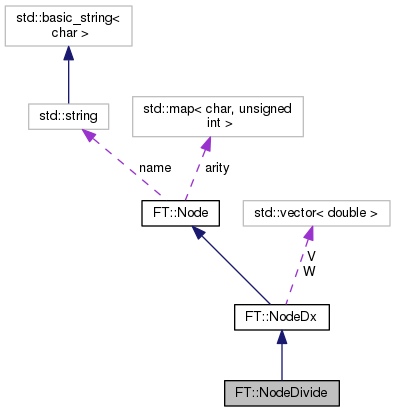 std::basic_string<
char >
std::string
std::map< char, unsigned
int >
name
arity
FT::Node
std::vector< double >
V
W
FT::NodeDx
FT::NodeDivide